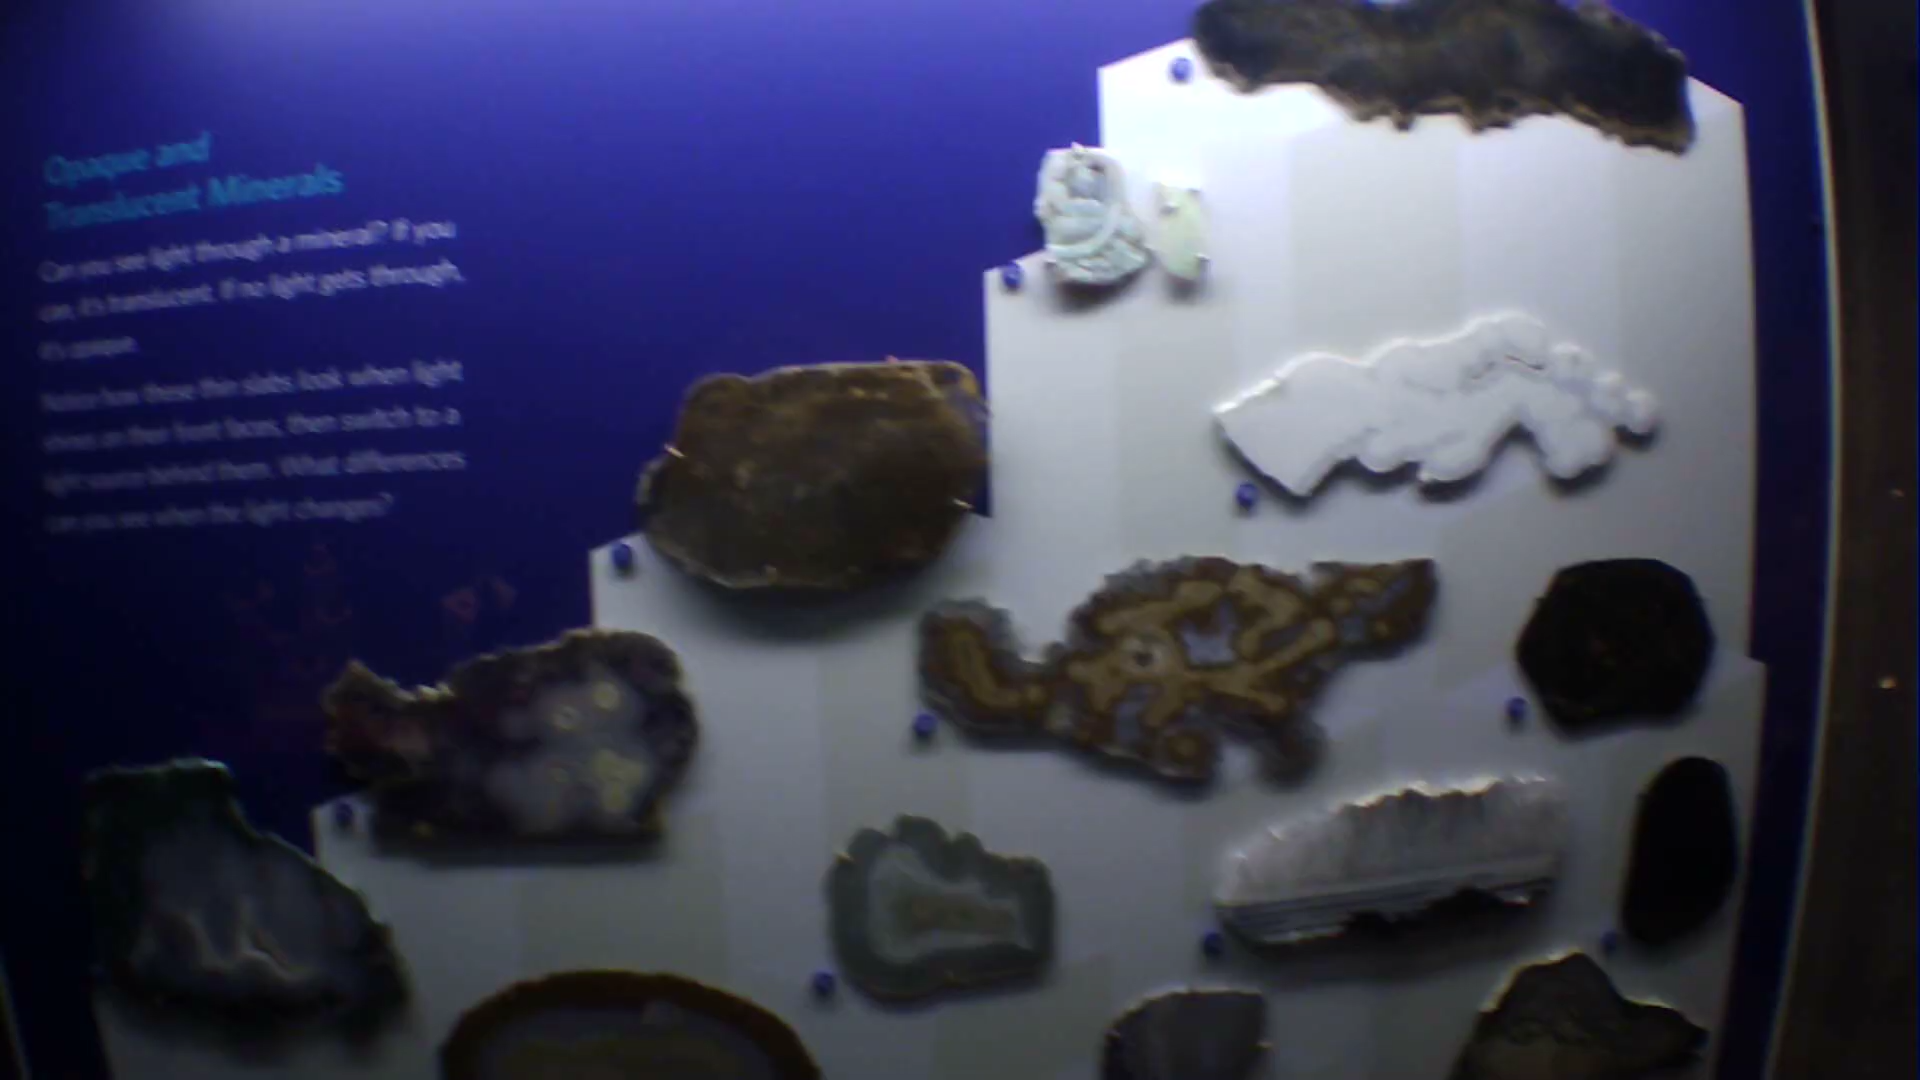 Opaque and
Translucent Minerals
Can you see light through a mineral? If you
can, it's translucent. If no light gets through,
it's opaque.
Notice how these thin slabs look when light
shines on their front faces, then switch to a
light source behind them. What differences
can you see when the light changes?